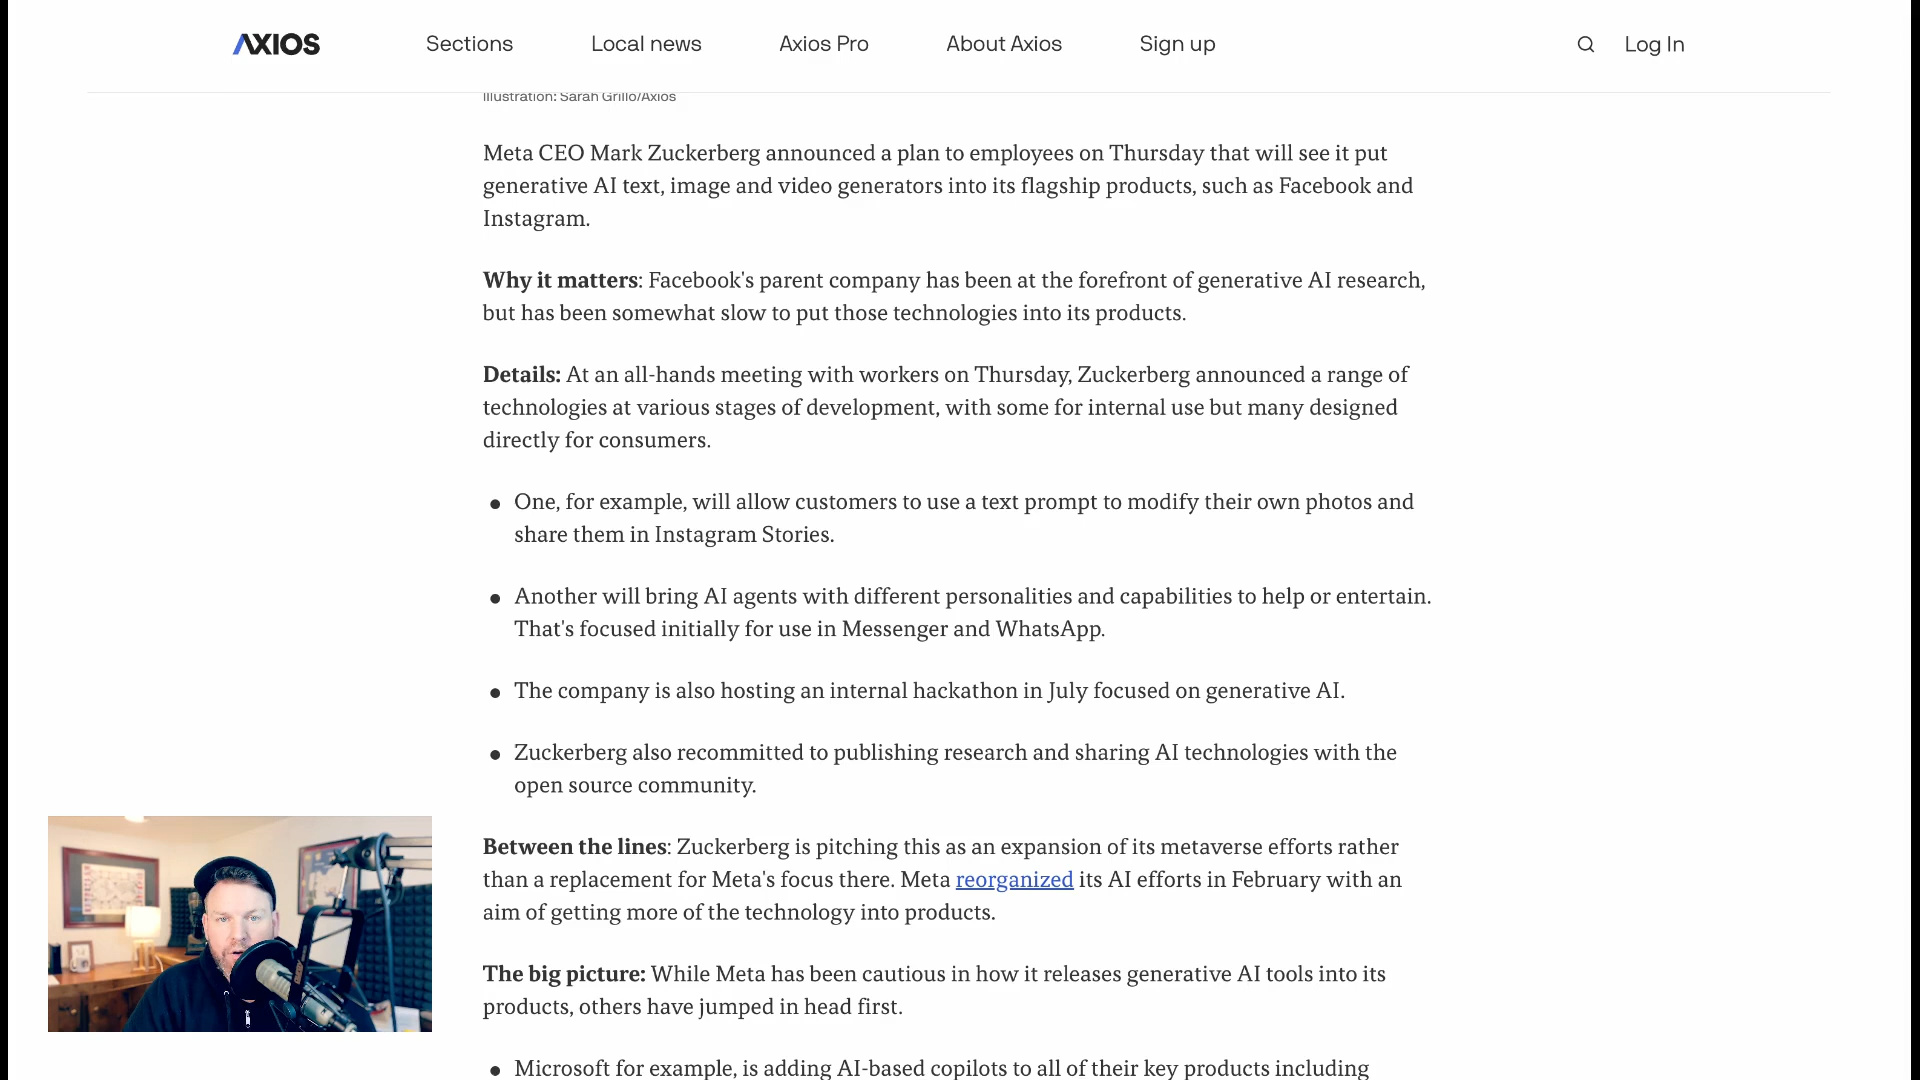 AXIOS Sections Local news Axios Pro About Axios Sign up Log In
Illustration: Sarah Grillo/Axios
Meta CEO Mark Zuckerberg announced a plan to employees on Thursday that will see it put
generative AI text, image and video generators into its flagship products, such as Facebook and
Instagram.
Why it matters: Facebook's parent company has been at the forefront of generative AI research,
but has been somewhat slow to put those technologies into its products.
Details: At an all-hands meeting with workers on Thursday, Zuckerberg announced a range of
technologies at various stages of development, with some for internal use but many designed
directly for consumers.
• One, for example, will allow customers to use a text prompt to modify their own photos and
share them in Instagram Stories.
• Another will bring AI agents with different personalities and capabilities to help or entertain.
That's focused initially for use in Messenger and WhatsApp.
• The company is also hosting an internal hackathon in July focused on generative AI.
• Zuckerberg also recommitted to publishing research and sharing AI technologies with the
open source community.
Between the lines: Zuckerberg is pitching this as an expansion of its metaverse efforts rather
than a replacement for Meta's focus there. Meta reorganized its AI efforts in February with an
aim of getting more of the technology into products.
The big picture: While Meta has been cautious in how it releases generative AI tools into its
products, others have jumped in head first.
• Microsoft for example, is adding AI-based copilots to all of their key products including